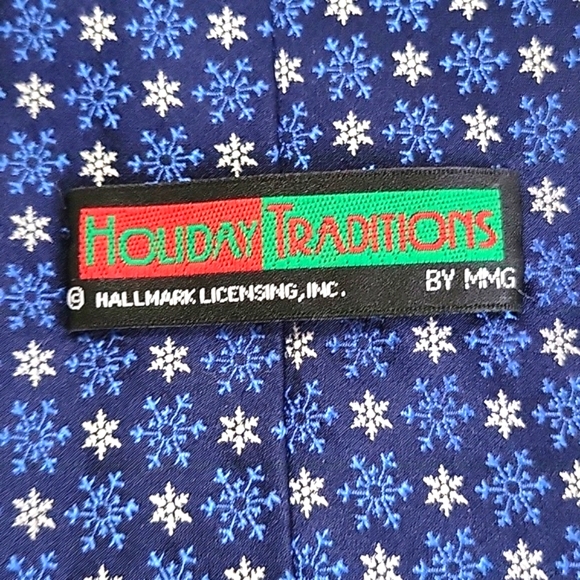 HOLIDAY TRADITIONS
BY MMG
© HALLMARK LICENSING, INC.